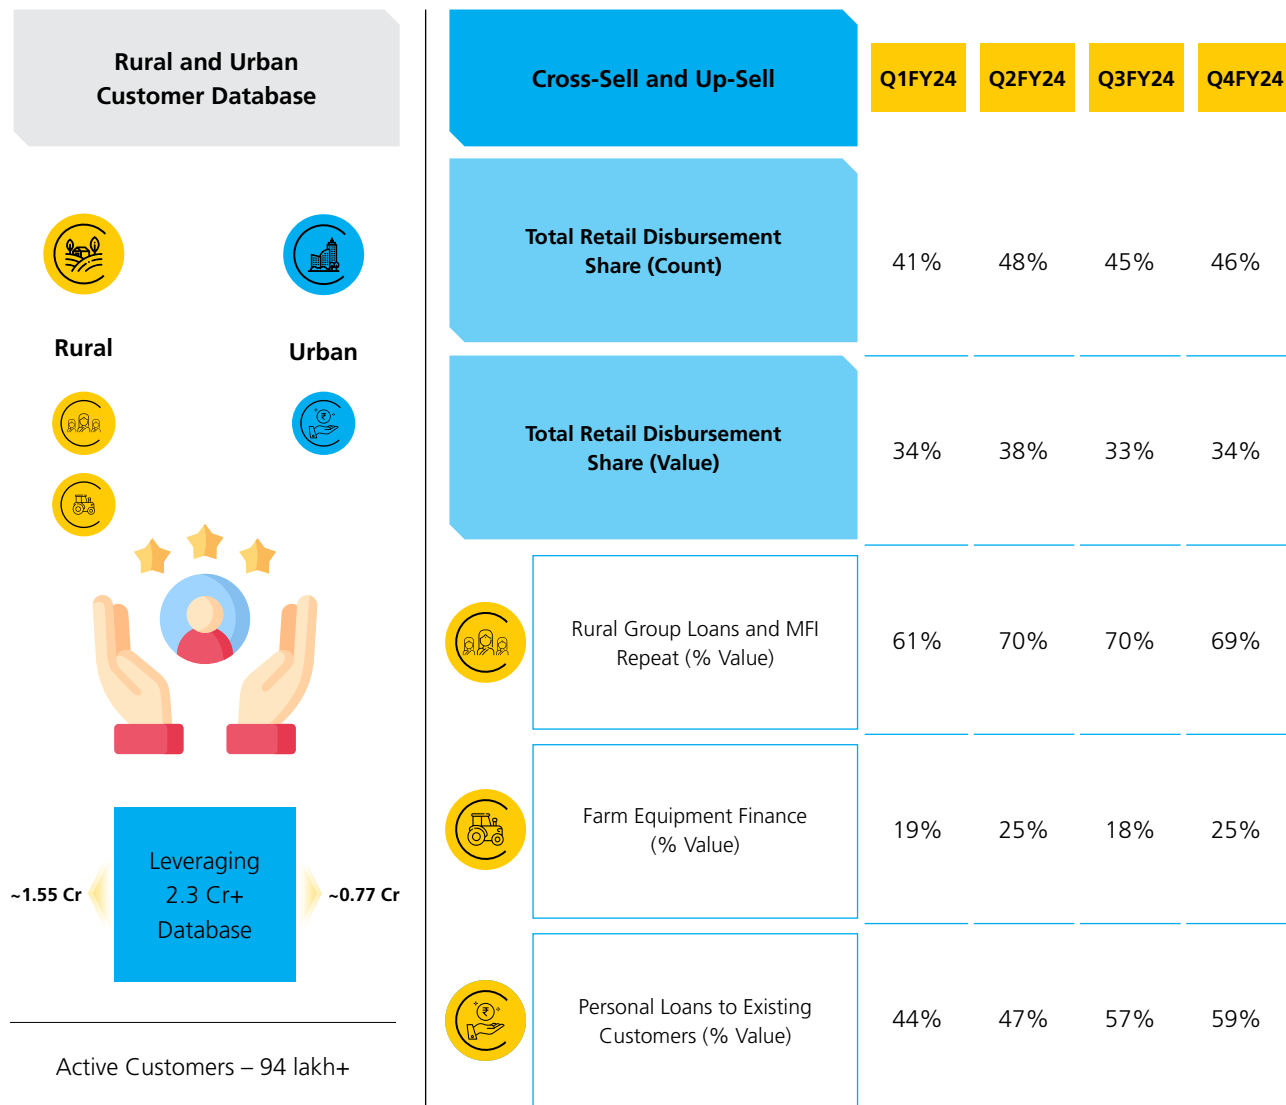 Rural and Urban
Customer Database
Rural
Urban
~1.55 Cr
Leveraging
2.3 Cr+
Database
~0.77 Cr
Active Customers – 94 lakh+
Cross-Sell and Up-Sell
Q1FY24
Q2FY24
Q3FY24
Q4FY24
Total Retail Disbursement
Share (Count)
41%
48%
45%
46%
Total Retail Disbursement
Share (Value)
34%
38%
33%
34%
Rural Group Loans and MFI
Repeat (% Value)
61%
70%
70%
69%
Farm Equipment Finance
(% Value)
19%
25%
18%
25%
₹
Personal Loans to Existing
Customers (% Value)
44%
47%
57%
59%